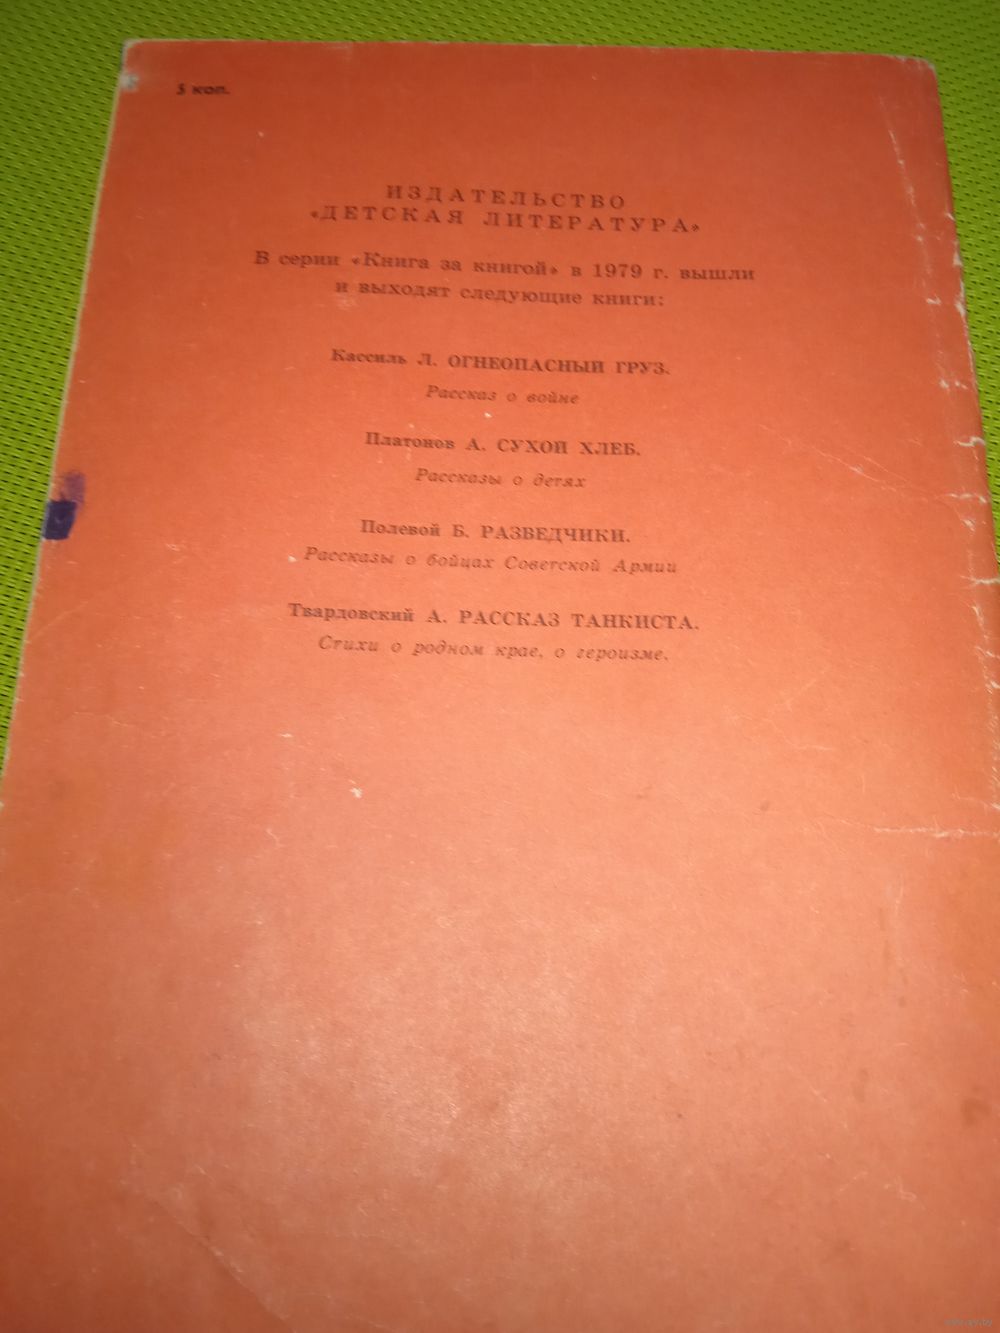 5 коп.
ИЗДАТЕЛЬСТВО
«ДЕТСКАЯ ЛИТЕРАТУРА»
В серии «Книга за книгой» в 1979 г. вышли
и выходят следующие книги:
Кассиль Л. ОГНЕОПАСНЫЙ ГРУЗ.
Рассказ о войне
Платонов А. СУХОЙ ХЛЕБ.
Рассказы о детях
Полевой Б. РАЗВЕДЧИКИ.
Рассказы о бойцах Советской Армии
Твардовский А. РАССКАЗ ТАНКИСТА.
Стихи о родном крае, о героизме.